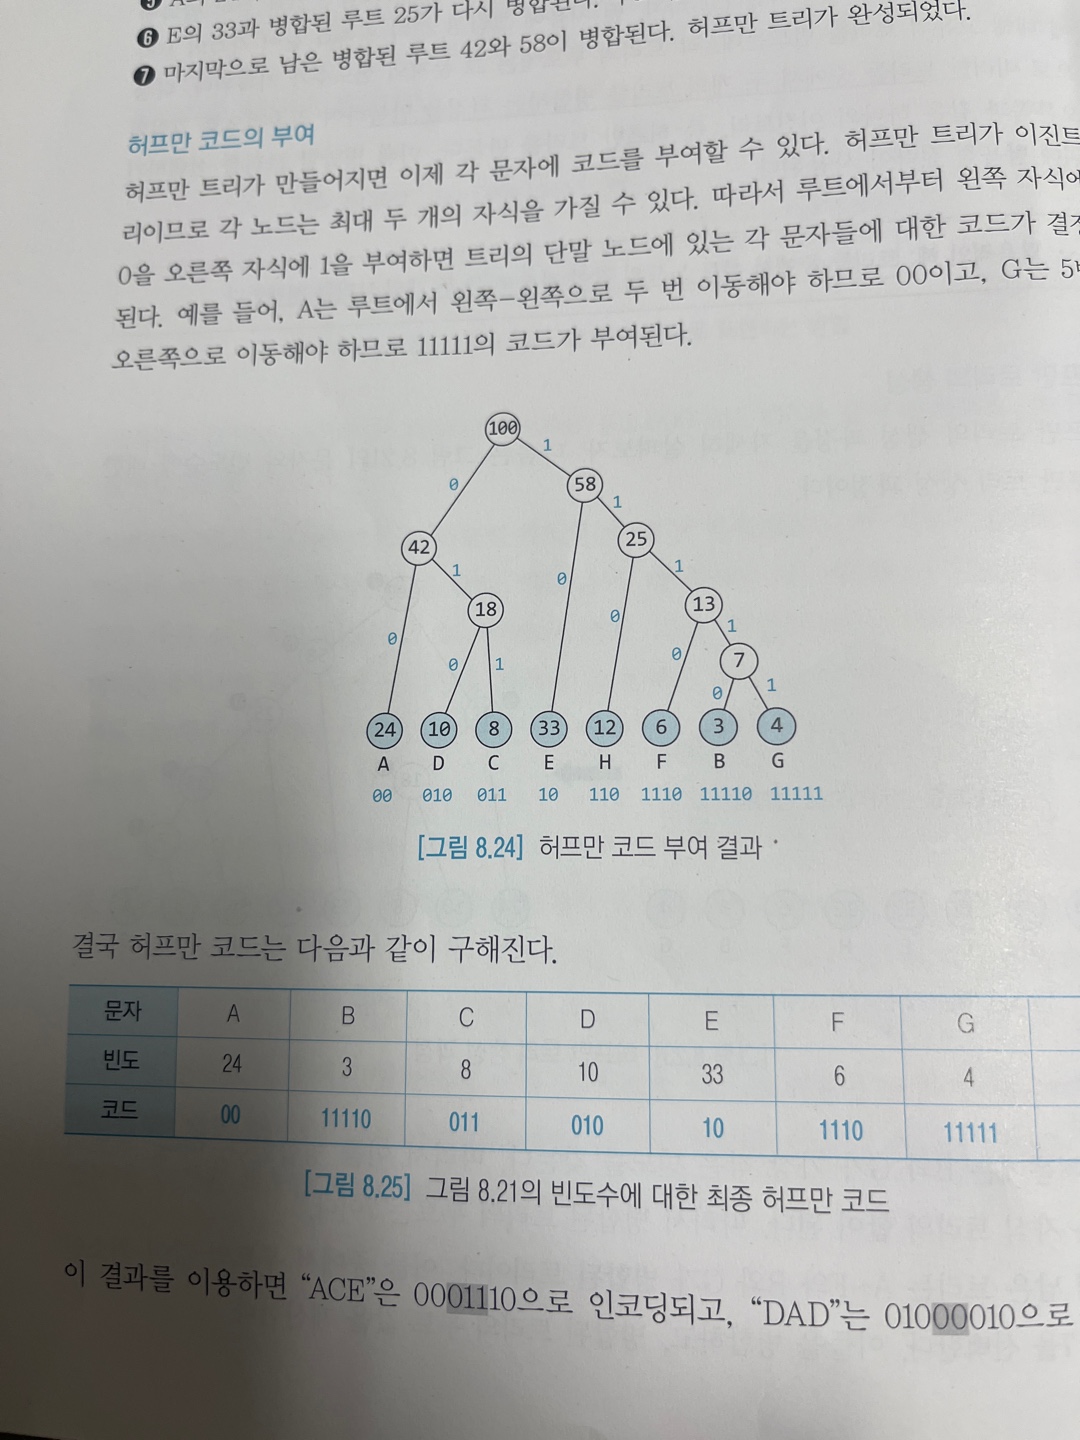 ❻ E의 33과 병합된 루트 25가 다시 병합된다.
❼ 마지막으로 남은 병합된 루트 42와 58이 병합된다. 허프만 트리가 완성되었다.
허프만 코드의 부여
허프만 트리가 만들어지면 이제 각 문자에 코드를 부여할 수 있다. 허프만 트리가 이진트
리이므로 각 노드는 최대 두 개의 자식을 가질 수 있다. 따라서 루트에서부터 왼쪽 자식에
0을 오른쪽 자식에 1을 부여하면 트리의 단말 노드에 있는 각 문자들에 대한 코드가 결정
된다. 예를 들어, A는 루트에서 왼쪽-왼쪽으로 두 번 이동해야 하므로 00이고, G는 5번
오른쪽으로 이동해야 하므로 11111의 코드가 부여된다.
100
1
0
58
1
42
25
1
0
1
18
0
13
1
0
0
1
0
7
0
1
24 10 8 33 12 6 3 4
A D C E H F B G
00 010 011 10 110 1110 11110 11111
[그림 8.24] 허프만 코드 부여 결과
결국 허프만 코드는 다음과 같이 구해진다.
문자 A B C D E F G
빈도 24 3 8 10 33 6 4
코드 00 11110 011 010 10 1110 11111
[그림 8.25] 그림 8.21의 빈도수에 대한 최종 허프만 코드
이 결과를 이용하면 “ACE”은 0001110으로 인코딩되고, “DAD”는 01000010으로